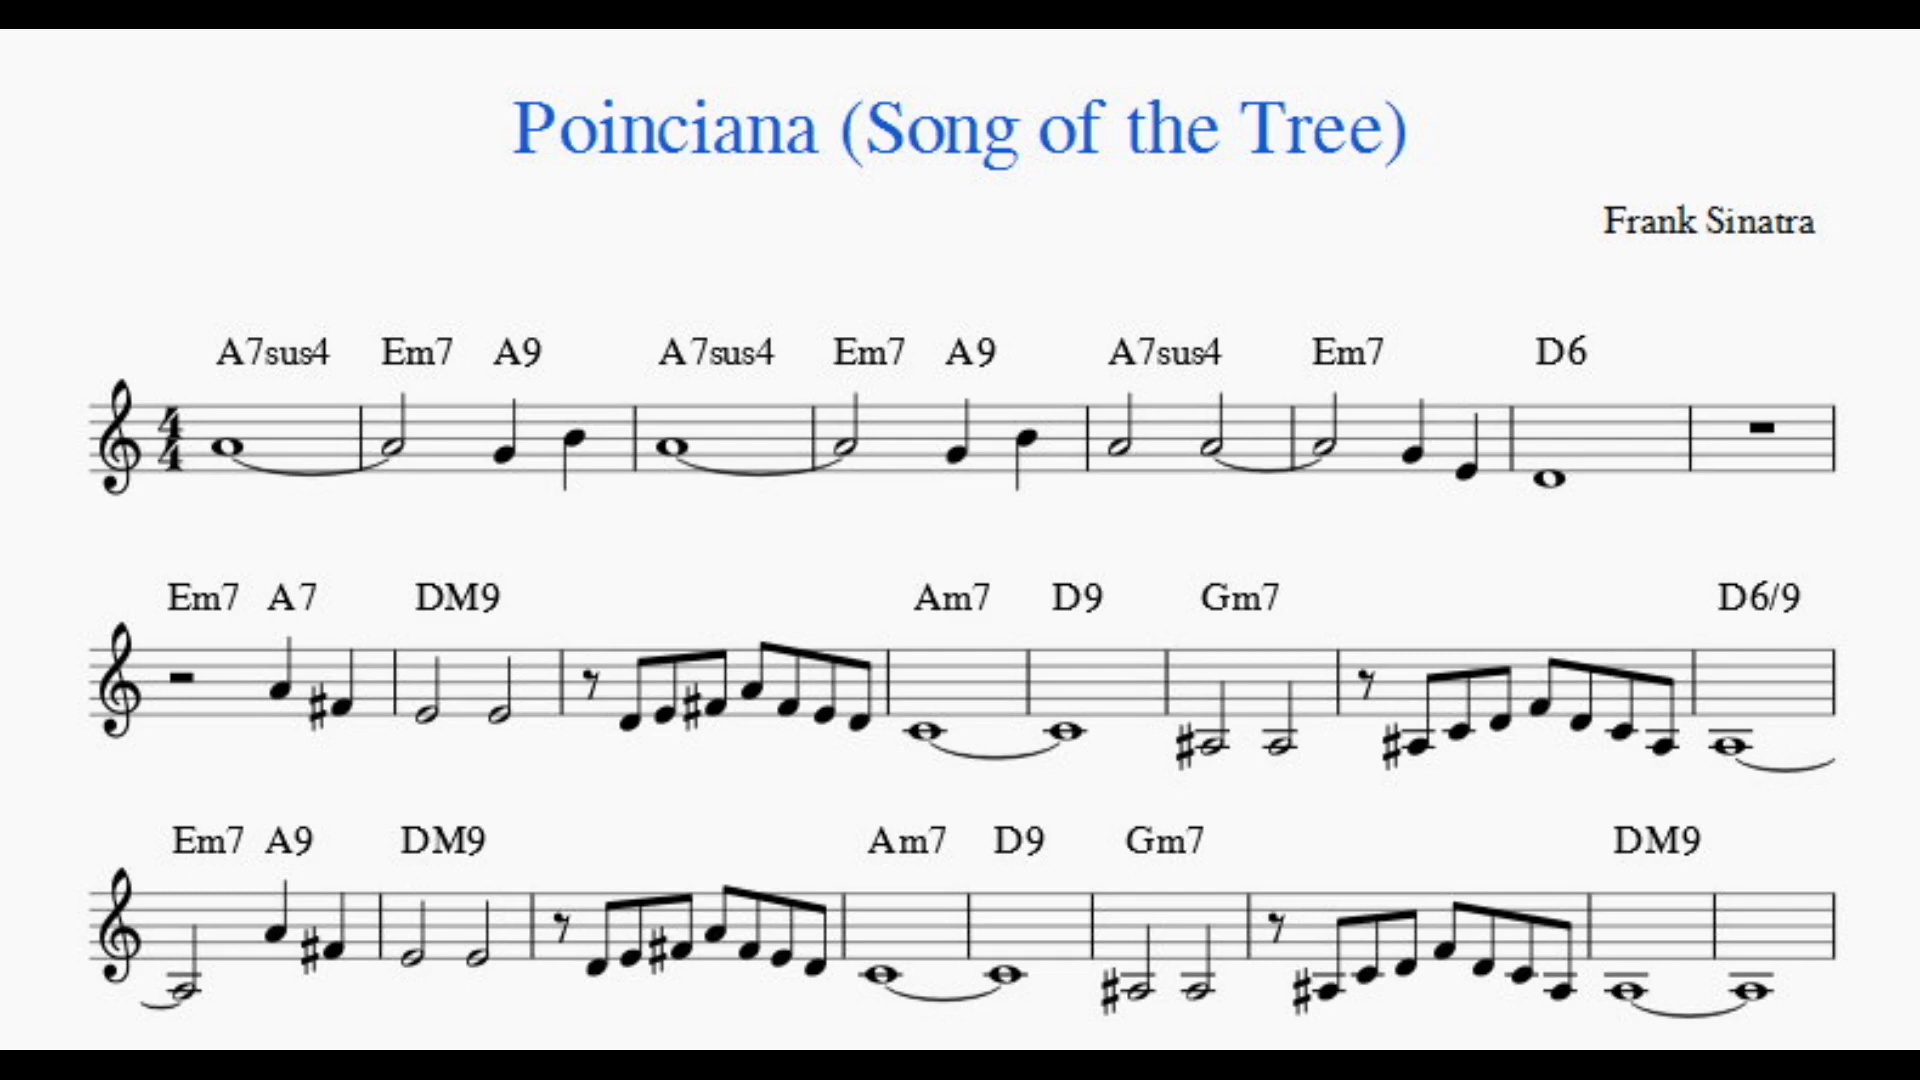 Poinciana (Song of the Tree)
Frank Sinatra
A7sus4 Em7 A9 A7sus4 Em7 A9 A7sus4 Em7 D6
4
4
Em7 A7 DM9 Am7 D9 Gm7 D6/9
Em7 A9 DM9 Am7 D9 Gm7 DM9